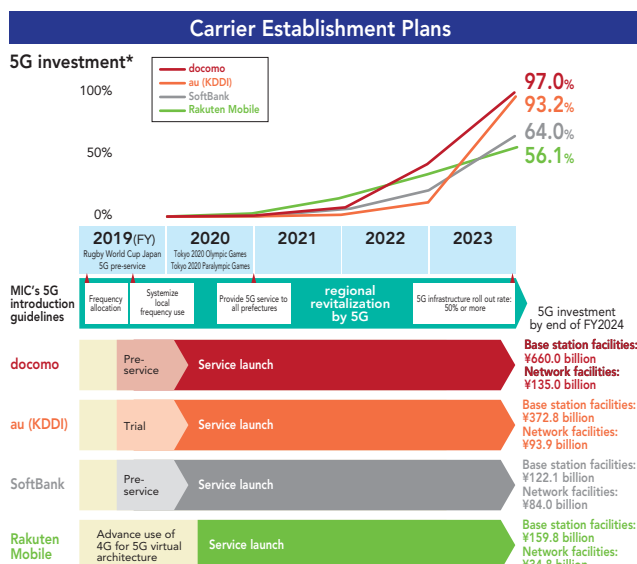 Carrier Establishment Plans
5G investment*
docomo
au (KDDI)
SoftBank
Rakuten Mobile
100%
50%
0%
97.0%
93.2%
64.0%
56.1%
2019(FY)
Rugby World Cup Japan
5G pre-service
2020
Tokyo 2020 Olympic Games
Tokyo 2020 Paralympic Games
2021
2022
2023
MIC's 5G
introduction
guidelines
Frequency
allocation
Systemize
local
frequency use
Provide 5G service to
all prefectures
regional
revitalization
by 5G
5G infrastructure roll out rate:
50% or more
5G investment
by end of FY2024
docomo
Pre-
service
Service launch
Base station facilities:
¥660.0 billion
Network facilities:
¥135.0 billion
au (KDDI)
Trial
Service launch
Base station facilities:
¥372.8 billion
Network facilities:
¥93.9 billion
SoftBank
Pre-
service
Service launch
Base station facilities:
¥122.1 billion
Network facilities:
¥84.0 billion
Rakuten
Mobile
Advance use of
4G for 5G virtual
architecture
Service launch
Base station facilities:
¥159.8 billion
Network facilities:
¥34.8 billion